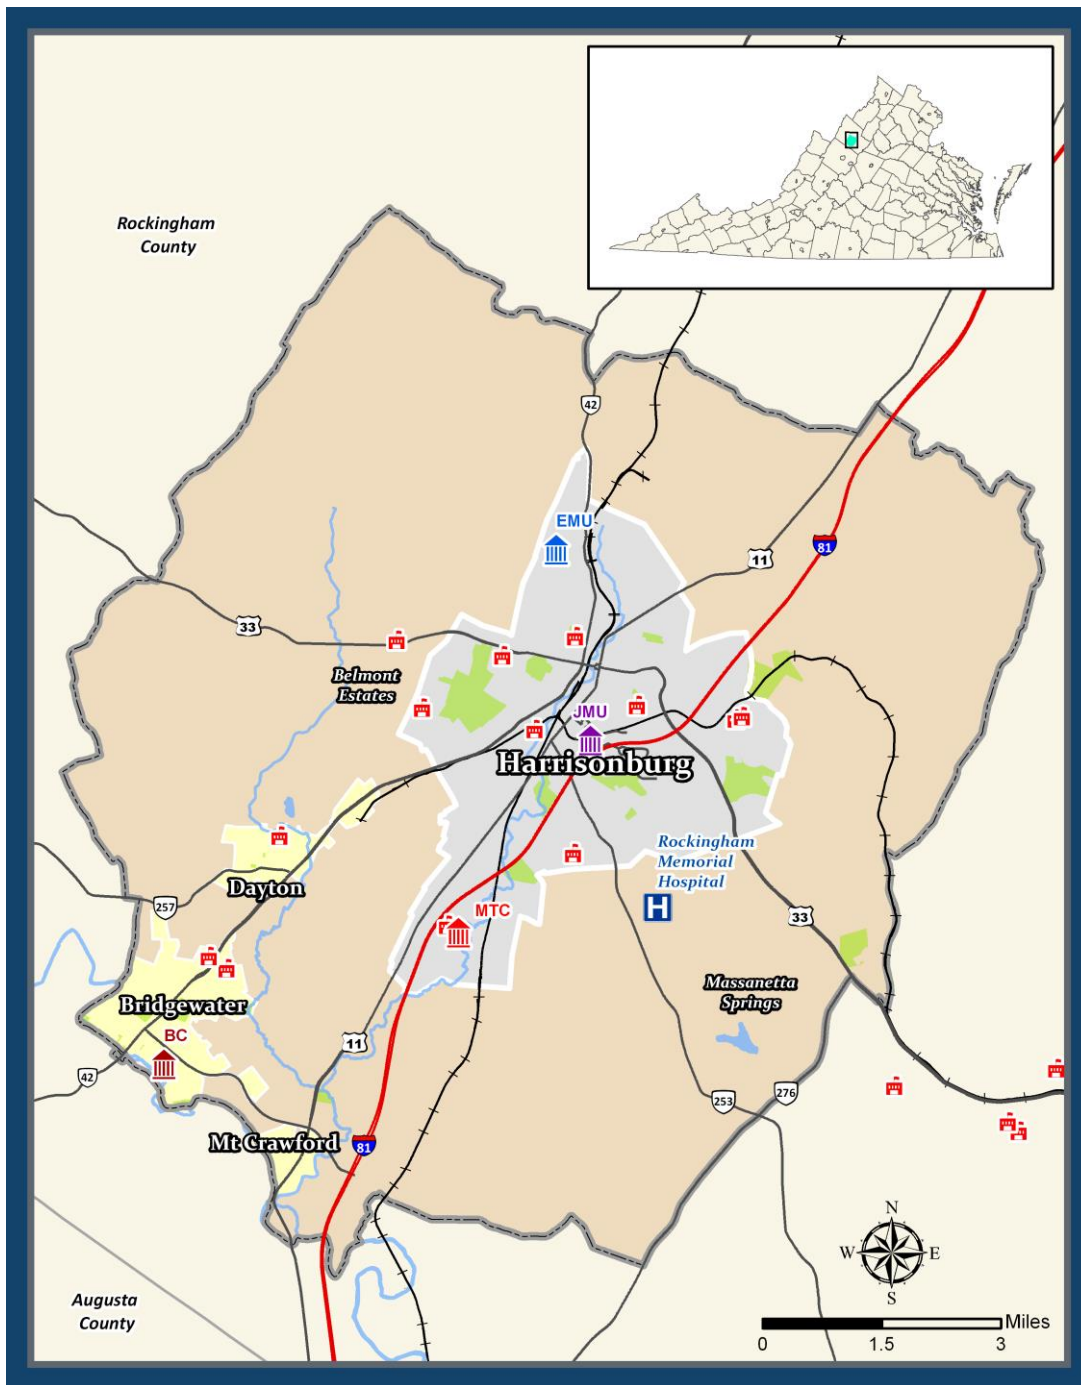 Rockingham
County
42
EMU
81
11
33
Belmont
Estates
JMU
Harrisonburg
Rockingham
Memorial
Hospital
H
Dayton
257
MTC
33
Massanetta
Springs
Bridgewater
BC
11
42
276
253
Mt Crawford
81
N
W E
S
Augusta
County
Miles
0 1.5 3